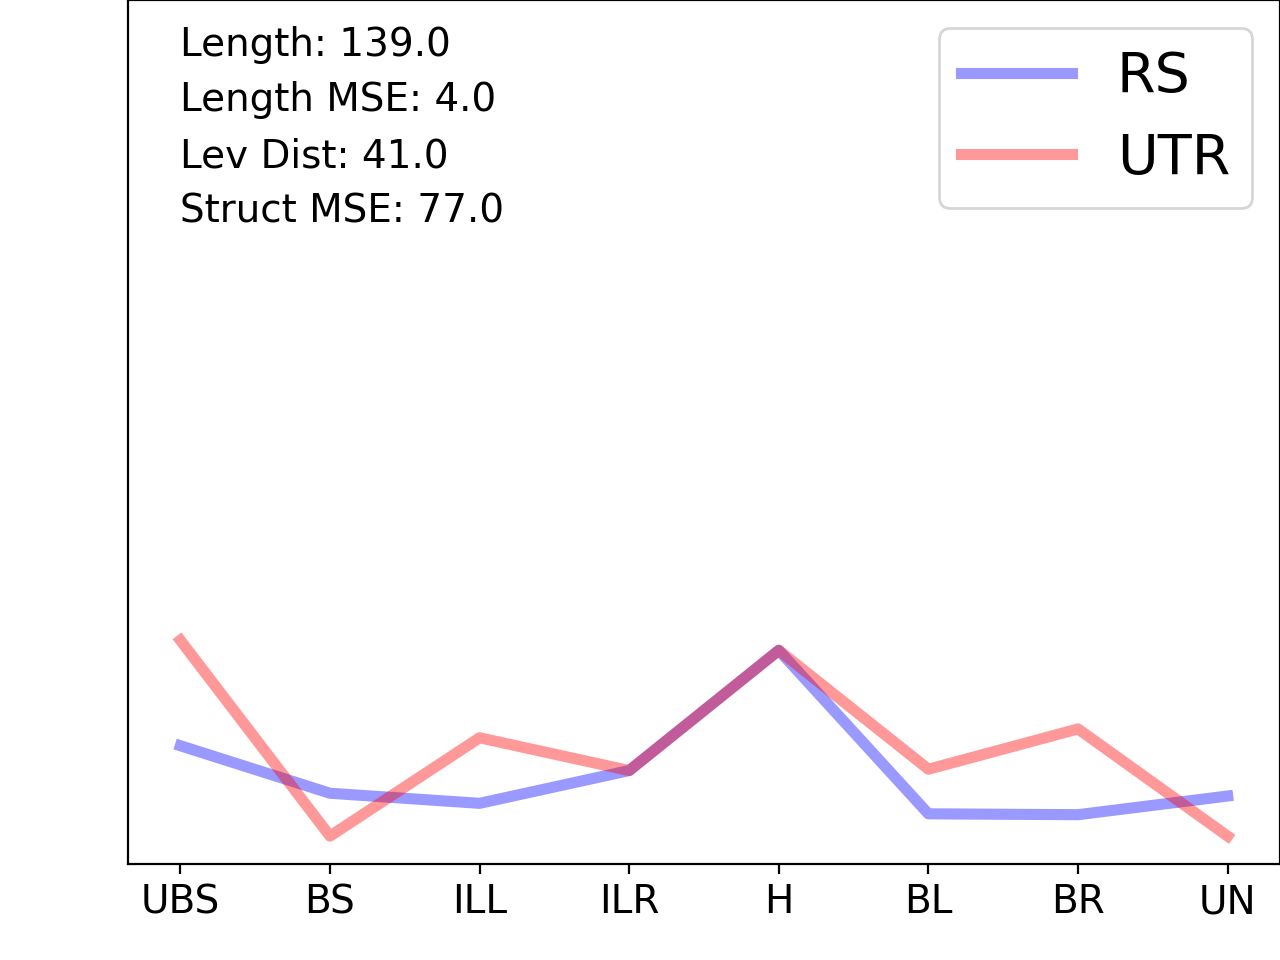 Length: 139.0
Length MSE: 4.0
Lev Dist: 41.0
Struct MSE: 77.0
RS
UTR
UBS BS ILL ILR H BL BR UN